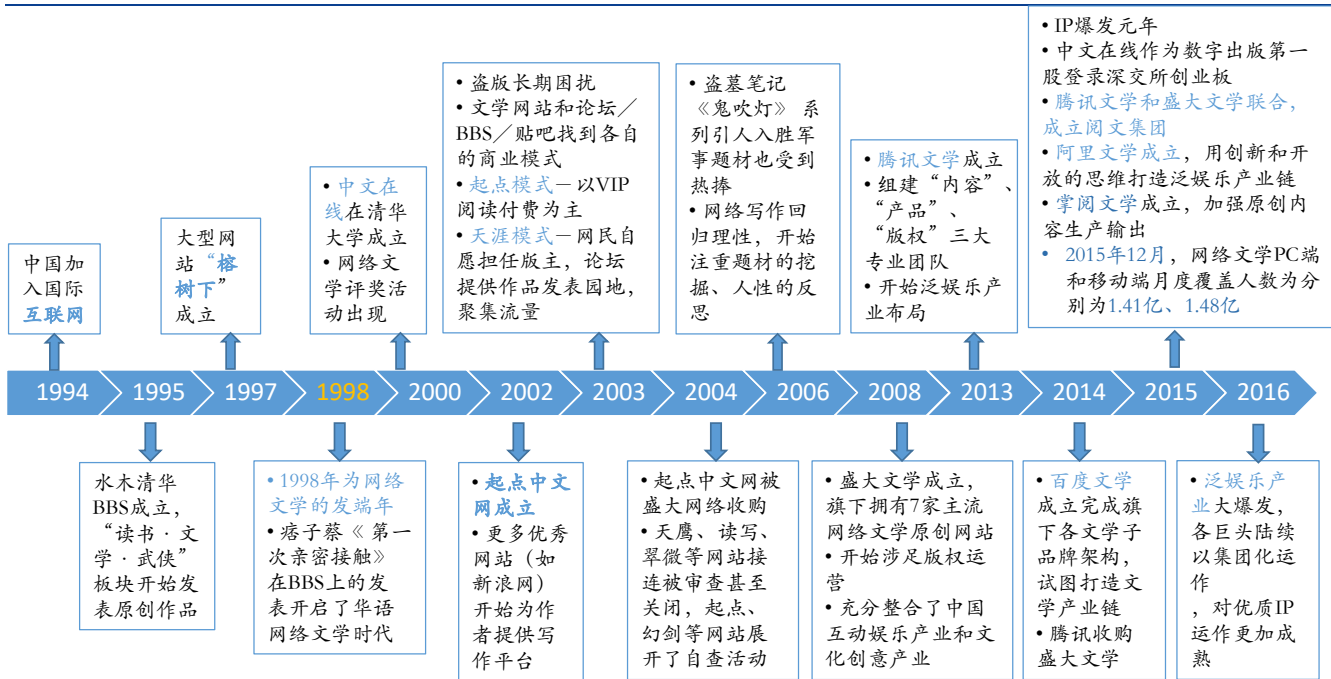 中国加
入国际
互联网
大型网
站“榕
树下”
成立
• 中文在
线在清华
大学成立
• 网络文
学评奖活
动出现
• 盗版长期困扰
• 文学网站和论坛／
BBS／贴吧找到各自
的商业模式
• 起点模式－以VIP
阅读付费为主
• 天涯模式－网民自
愿担任版主，论坛
提供作品发表园地，
聚集流量
• 盗墓笔记
《鬼吹灯》 系
列引人入胜军
事题材也受到
热捧
• 网络写作回
归理性，开始
注重题材的挖
掘、人性的反
思
• 腾讯文学成立
• 组建“内容”、
“产品”、
“版权”三大
专业团队
• 开始泛娱乐产
业布局
• IP爆发元年
• 中文在线作为数字出版第一
股登录深交所创业板
• 腾讯文学和盛大文学联合，
成立阅文集团
• 阿里文学成立，用创新和开
放的思维打造泛娱乐产业链
• 掌阅文学成立，加强原创内
容生产输出
• 2015年12月，网络文学PC端
和移动端月度覆盖人数为分
别为1.41亿、1.48亿
1994 1995 1997 1998 2000 2002 2003 2004 2006 2008 2013 2014 2015 2016
水木清华
BBS成立，
“读书·文
学·武侠”
板块开始发
表原创作品
• 1998年为网络
文学的发端年
• 痞子蔡《 第一
次亲密接触》
在BBS上的发
表开启了华语
网络文学时代
• 起点中文
网成立
• 更多优秀
网站（如
新浪网）
开始为作
者提供写
作平台
• 起点中文网被
盛大网络收购
• 天鹰、读写、
翠微等网站接
连被审查甚至
关闭，起点、
幻剑等网站展
开了自查活动
• 盛大文学成立，
旗下拥有7家主流
网络文学原创网站
• 开始涉足版权运
营
• 充分整合了中国
互动娱乐产业和文
化创意产业
• 百度文学
成立完成旗
下各文学子
品牌架构，
试图打造文
学产业链
• 腾讯收购
盛大文学
• 泛娱乐产
业大爆发，
各巨头陆续
以集团化运
作
，对优质IP
运作更加成
熟